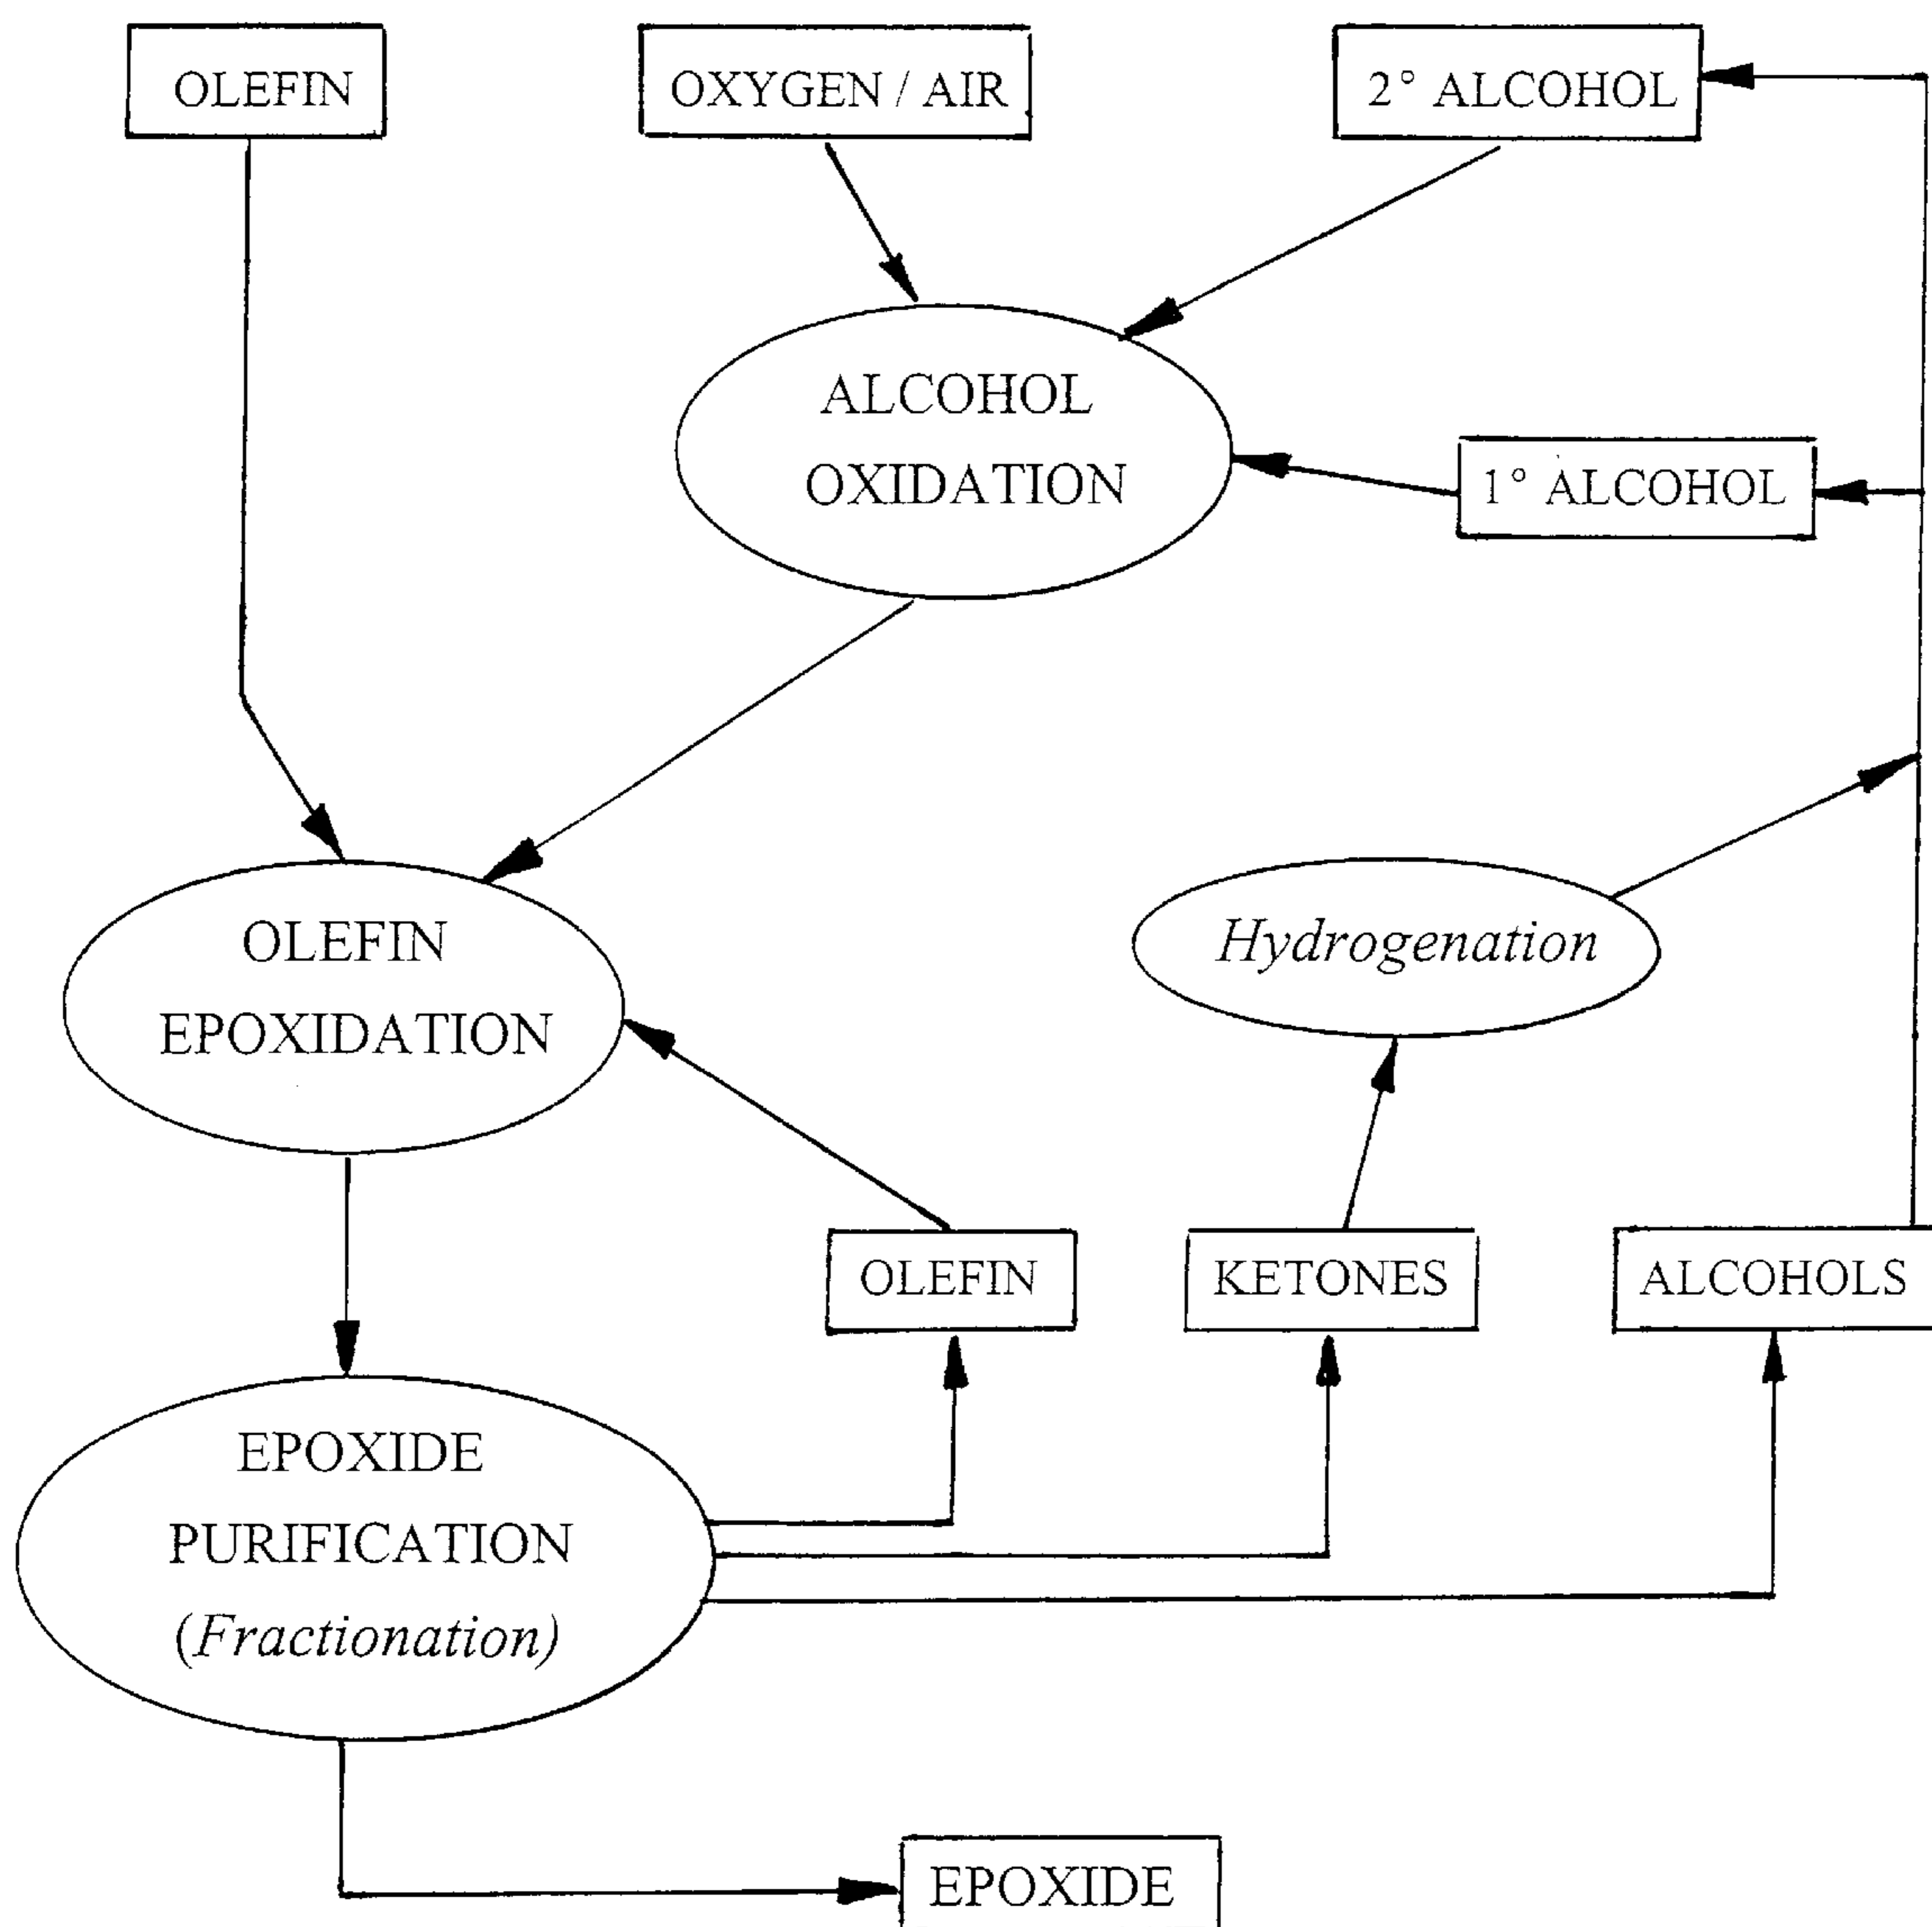 OLEFIN
OXYGEN / AIR
2° ALCOHOL
ALCOHOL
OXIDATION
1° ALCOHOL
OLEFIN
EPOXIDATION
Hydrogenation
OLEFIN
KETONES
ALCOHOLS
EPOXIDE
PURIFICATION
(Fractionation)
EPOXIDE